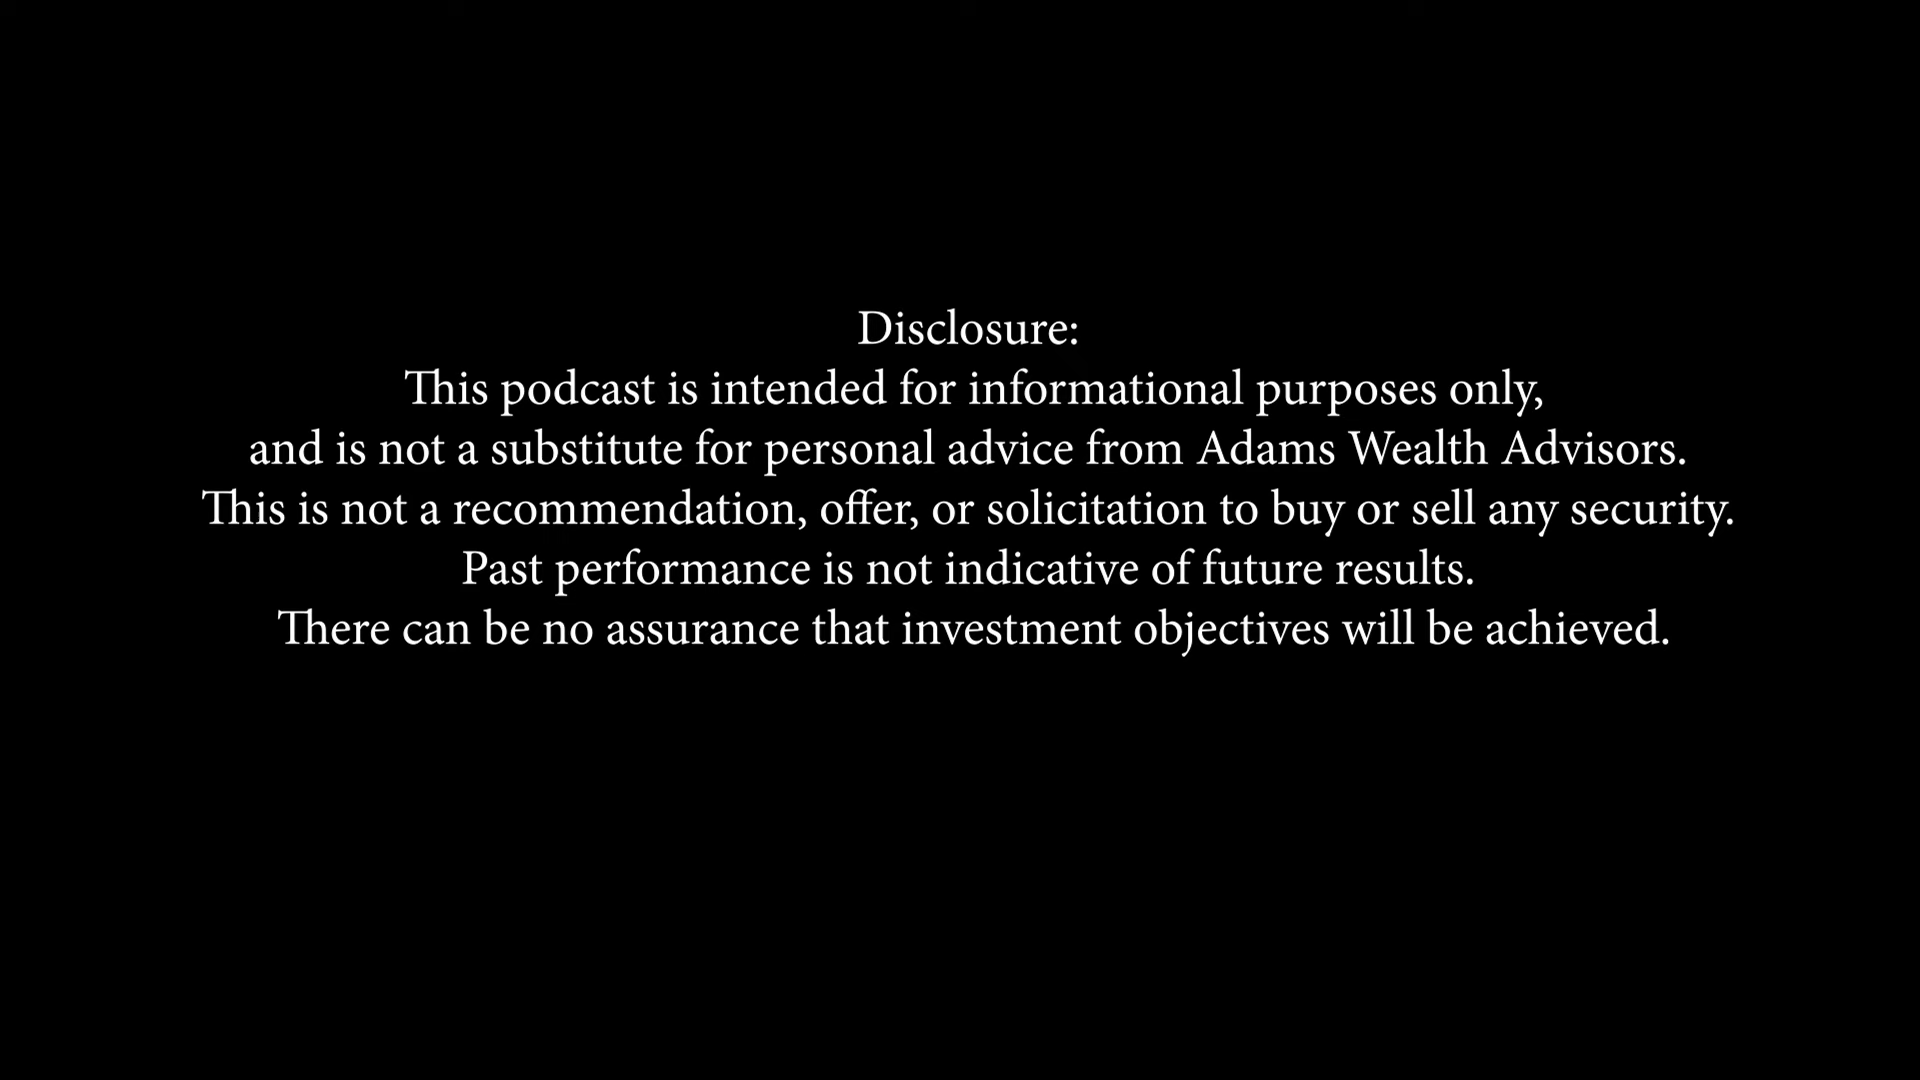 Disclosure:
This podcast is intended for informational purposes only,
and is not a substitute for personal advice from Adams Wealth Advisors.
This is not a recommendation, offer, or solicitation to buy or sell any security.
Past performance is not indicative of future results.
There can be no assurance that investment objectives will be achieved.